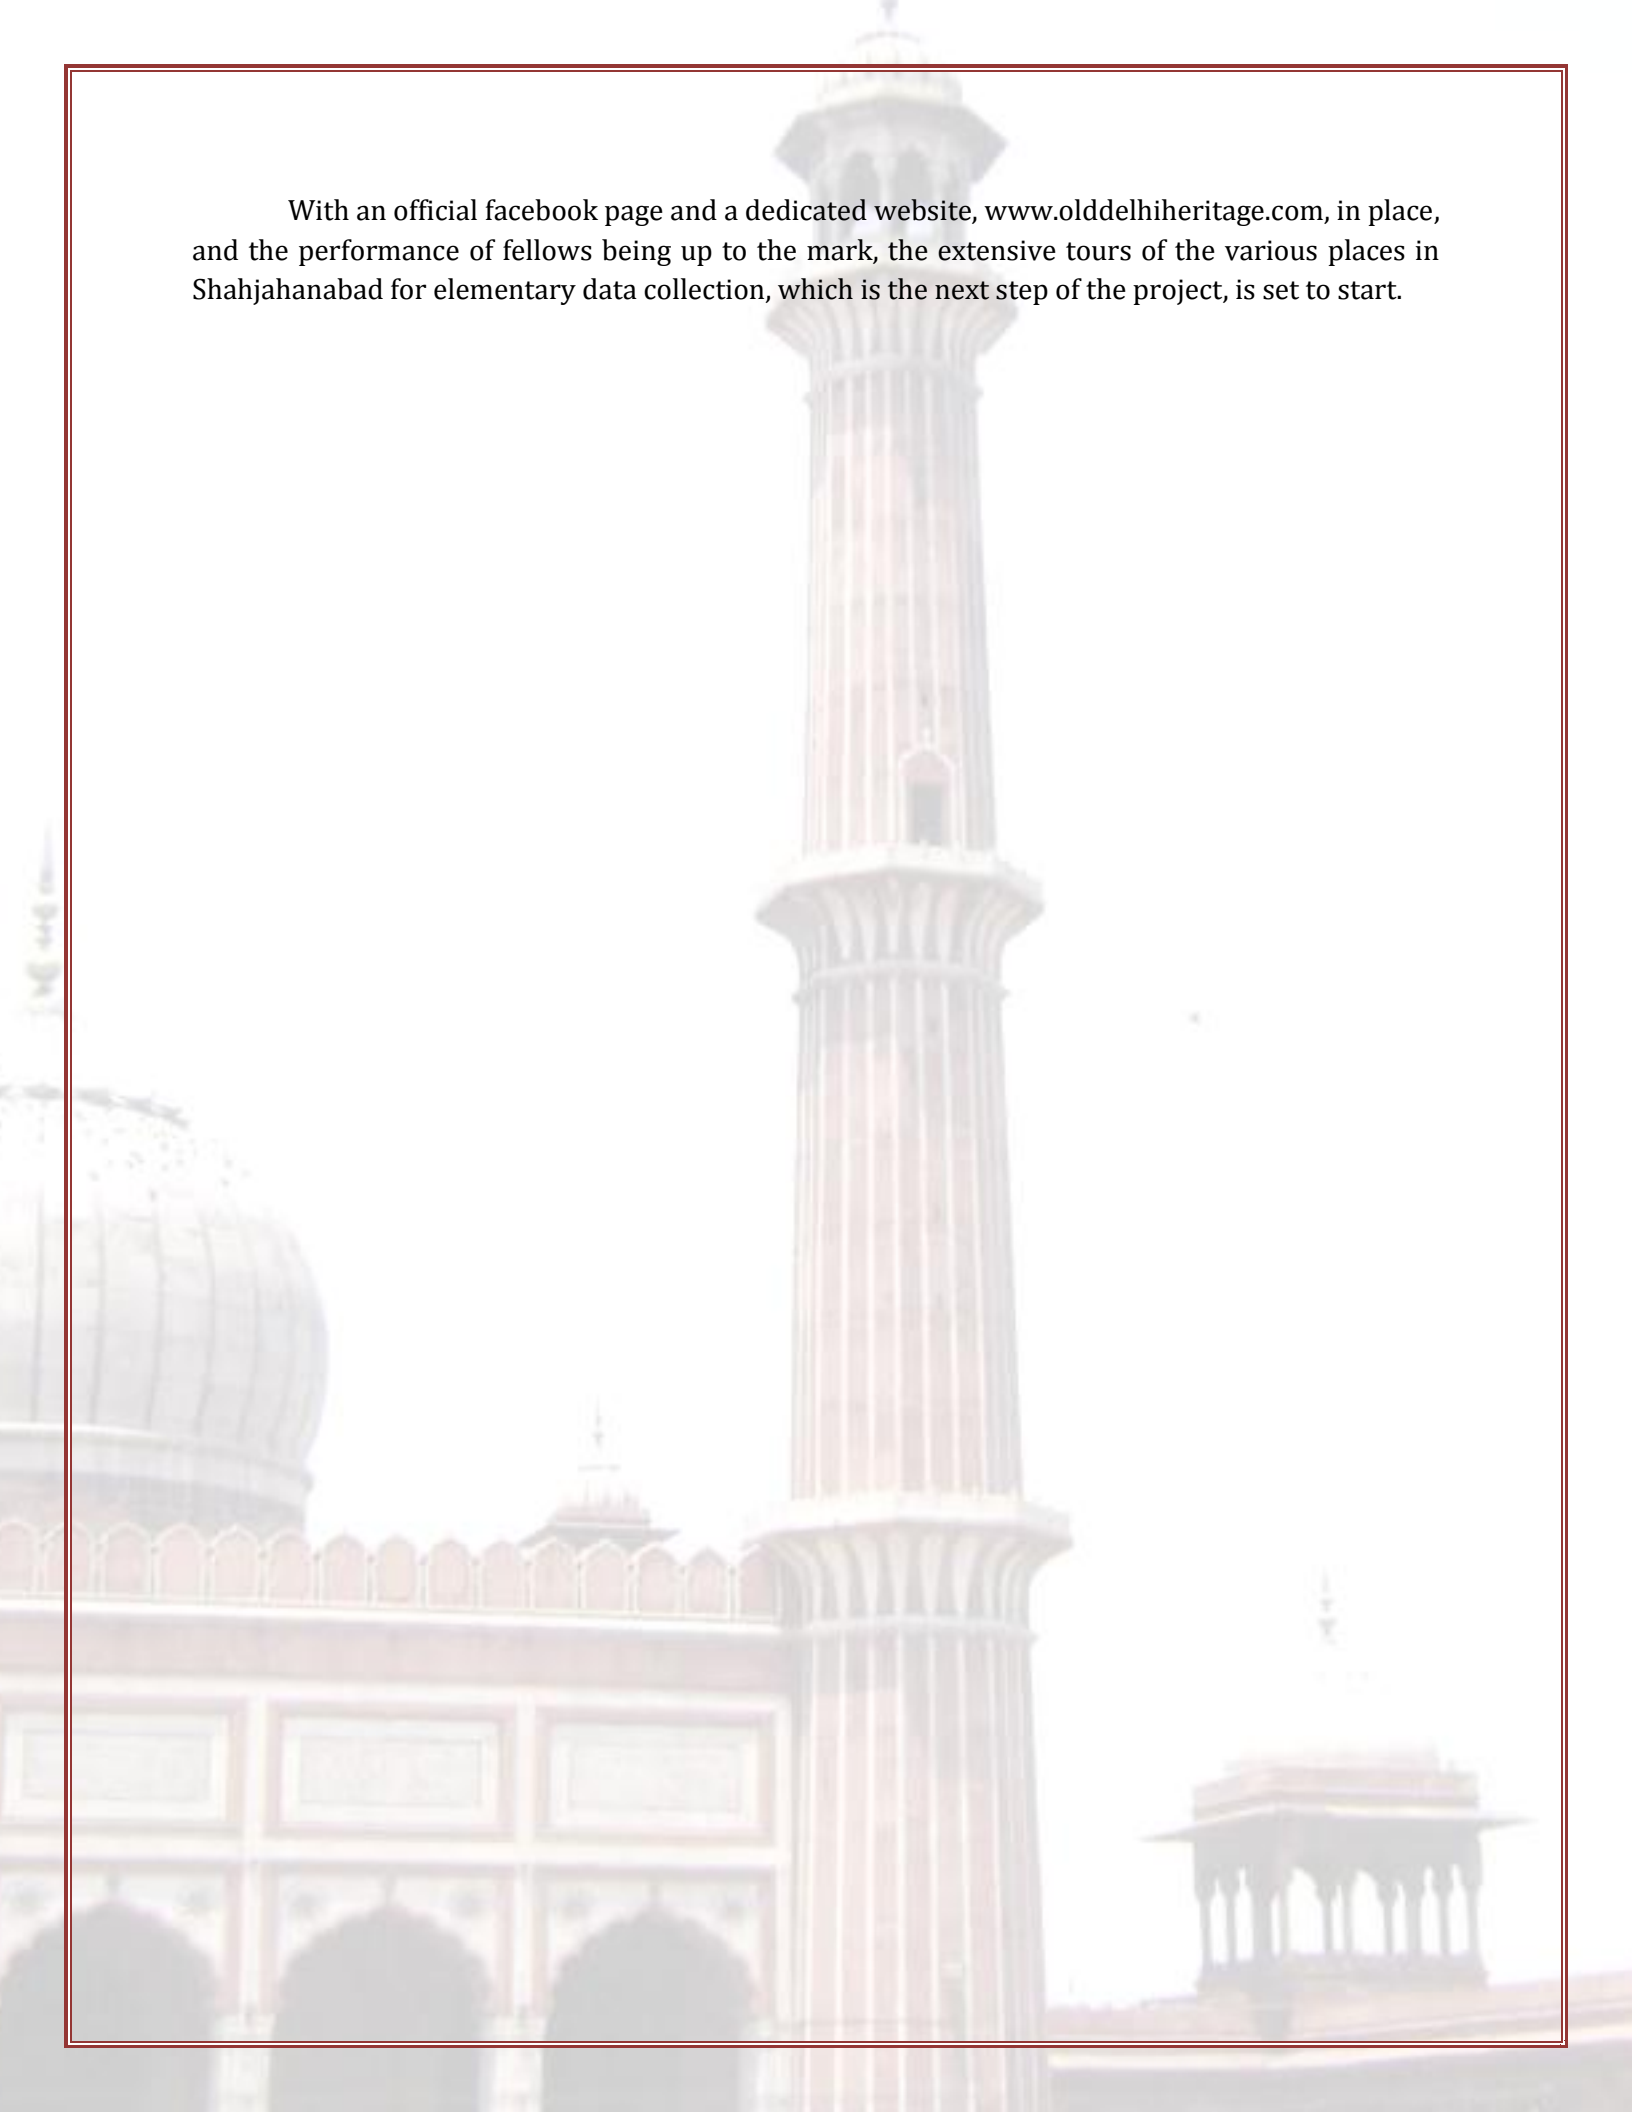 With an official facebook page and a dedicated website, www.olddelhiheritage.com, in place,
and the performance of fellows being up to the mark, the extensive tours of the various places in
Shahjahanabad for elementary data collection, which is the next step of the project, is set to start.